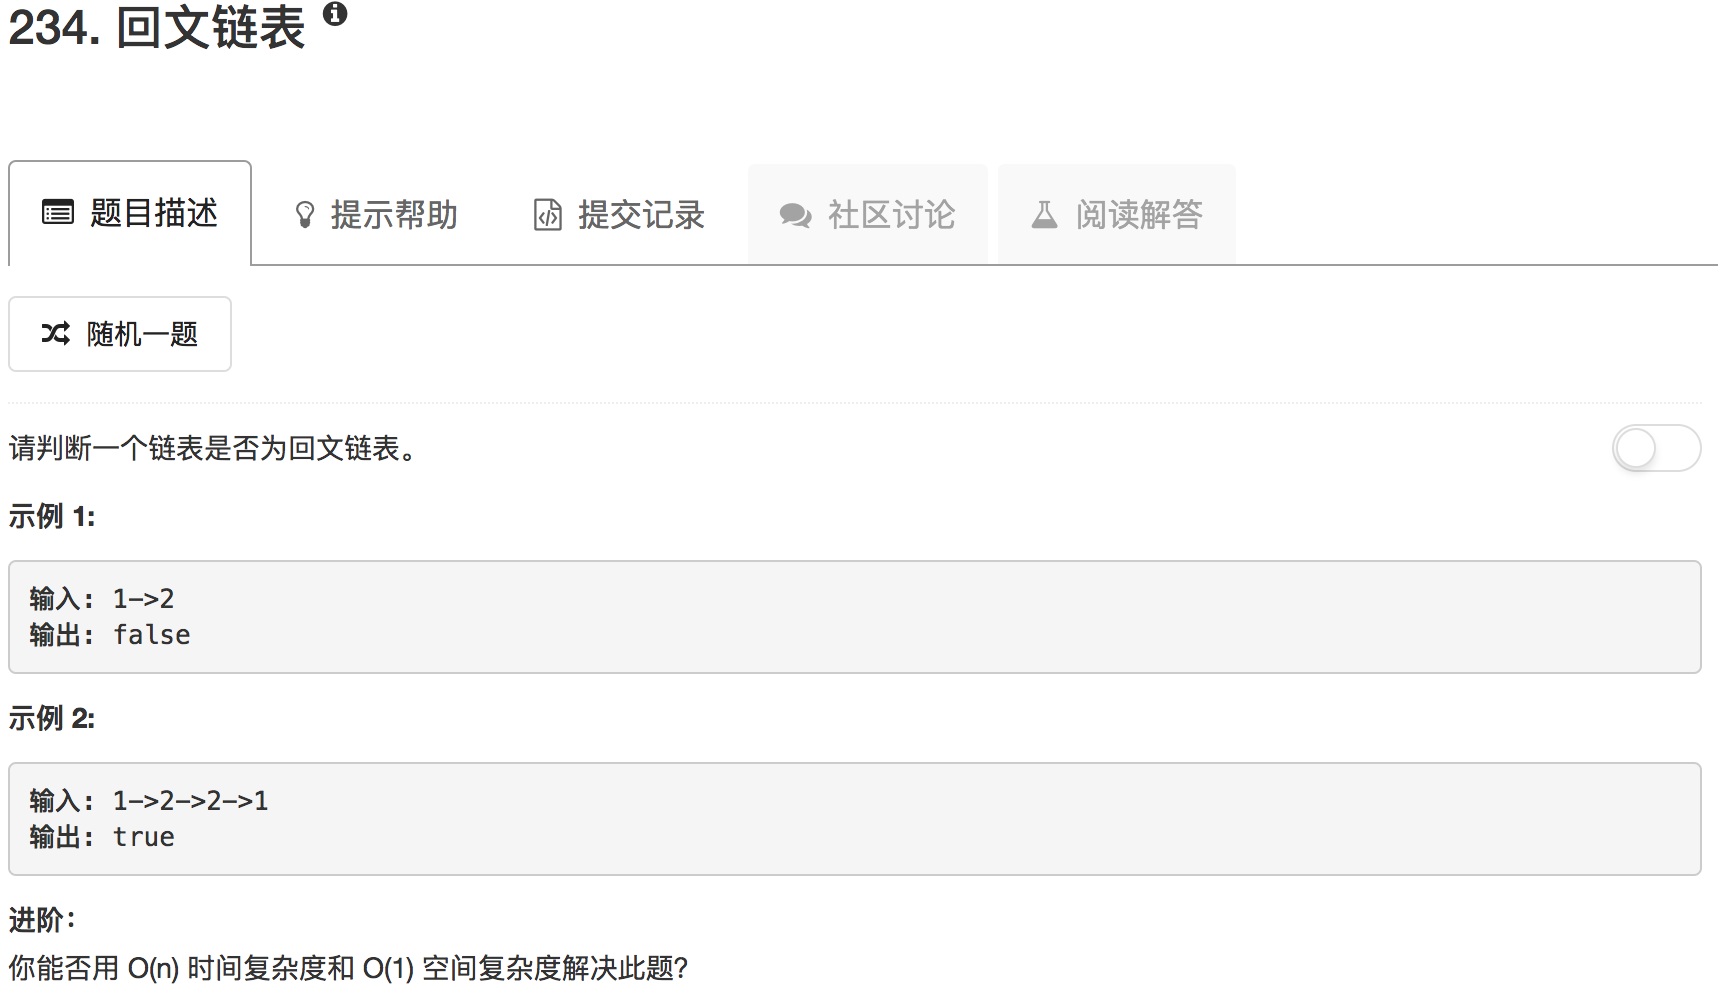 234. 回文链表
题目描述
提示帮助
提交记录
社区讨论
阅读解答
随机一题
请判断一个链表是否为回文链表。
示例 1:
输入: 1->2
输出: false
示例 2:
输入: 1->2->2->1
输出: true
进阶：
你能否用 O(n) 时间复杂度和 O(1) 空间复杂度解决此题？